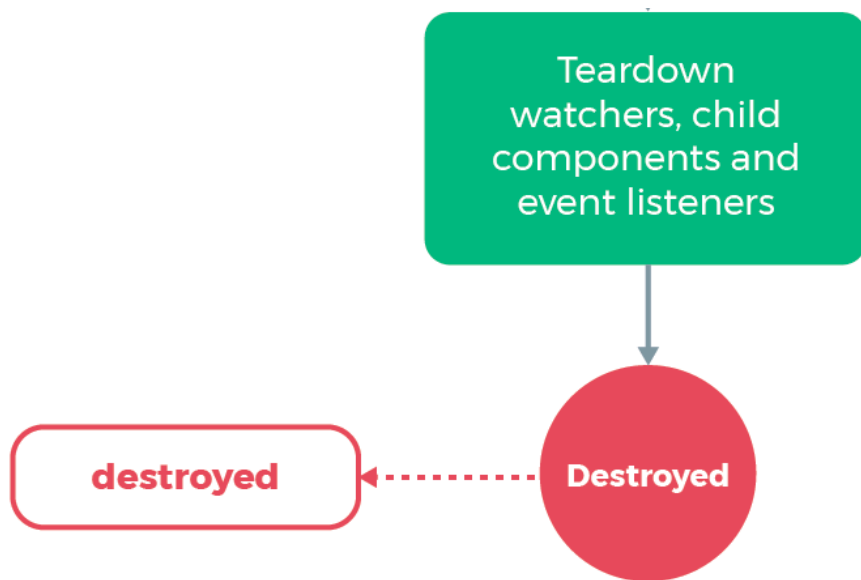 Teardown
watchers, child
components and
event listeners
destroyed
Destroyed